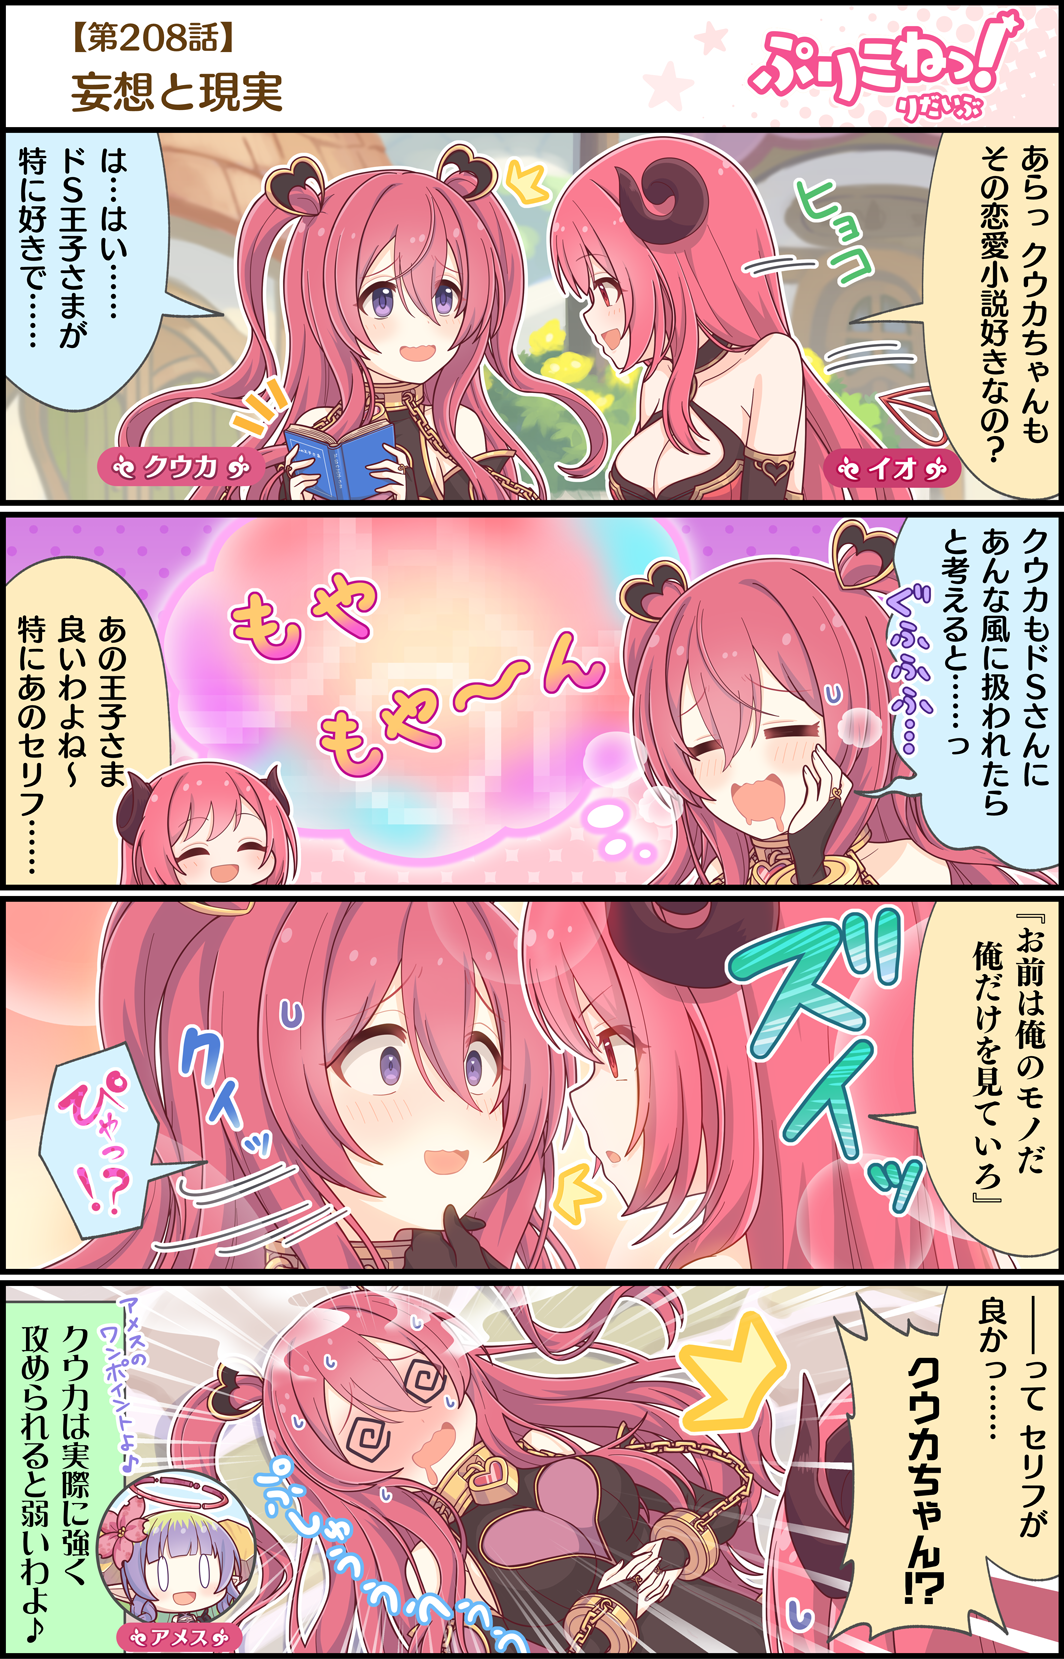 【第208話】
妄想と現実
ぷりこねっ!
りだいぶ
あらっ クウカちゃんも
その恋愛小説好きなの?
ヒョコ
は…はい……
ドS王子さまが
特に好きで……
クウカ
イオ
クウカもドSさんに
あんな風に扱われたら
と考えると……っ
ぐふふふ…
もや
もや〜ん
あの王子さま
良いわよね〜
特にあのセリフ……
『お前は俺のモノだ
俺だけを見ていろ』
ズイッ
クイッ
ぴゃっ!?
――って セリフが
良かっ……
クウカちゃん!?
ぷしゅううううう
アメスの
ワンポイントよ♪
クウカは実際に強く
攻められると弱いわよ♪
アメス